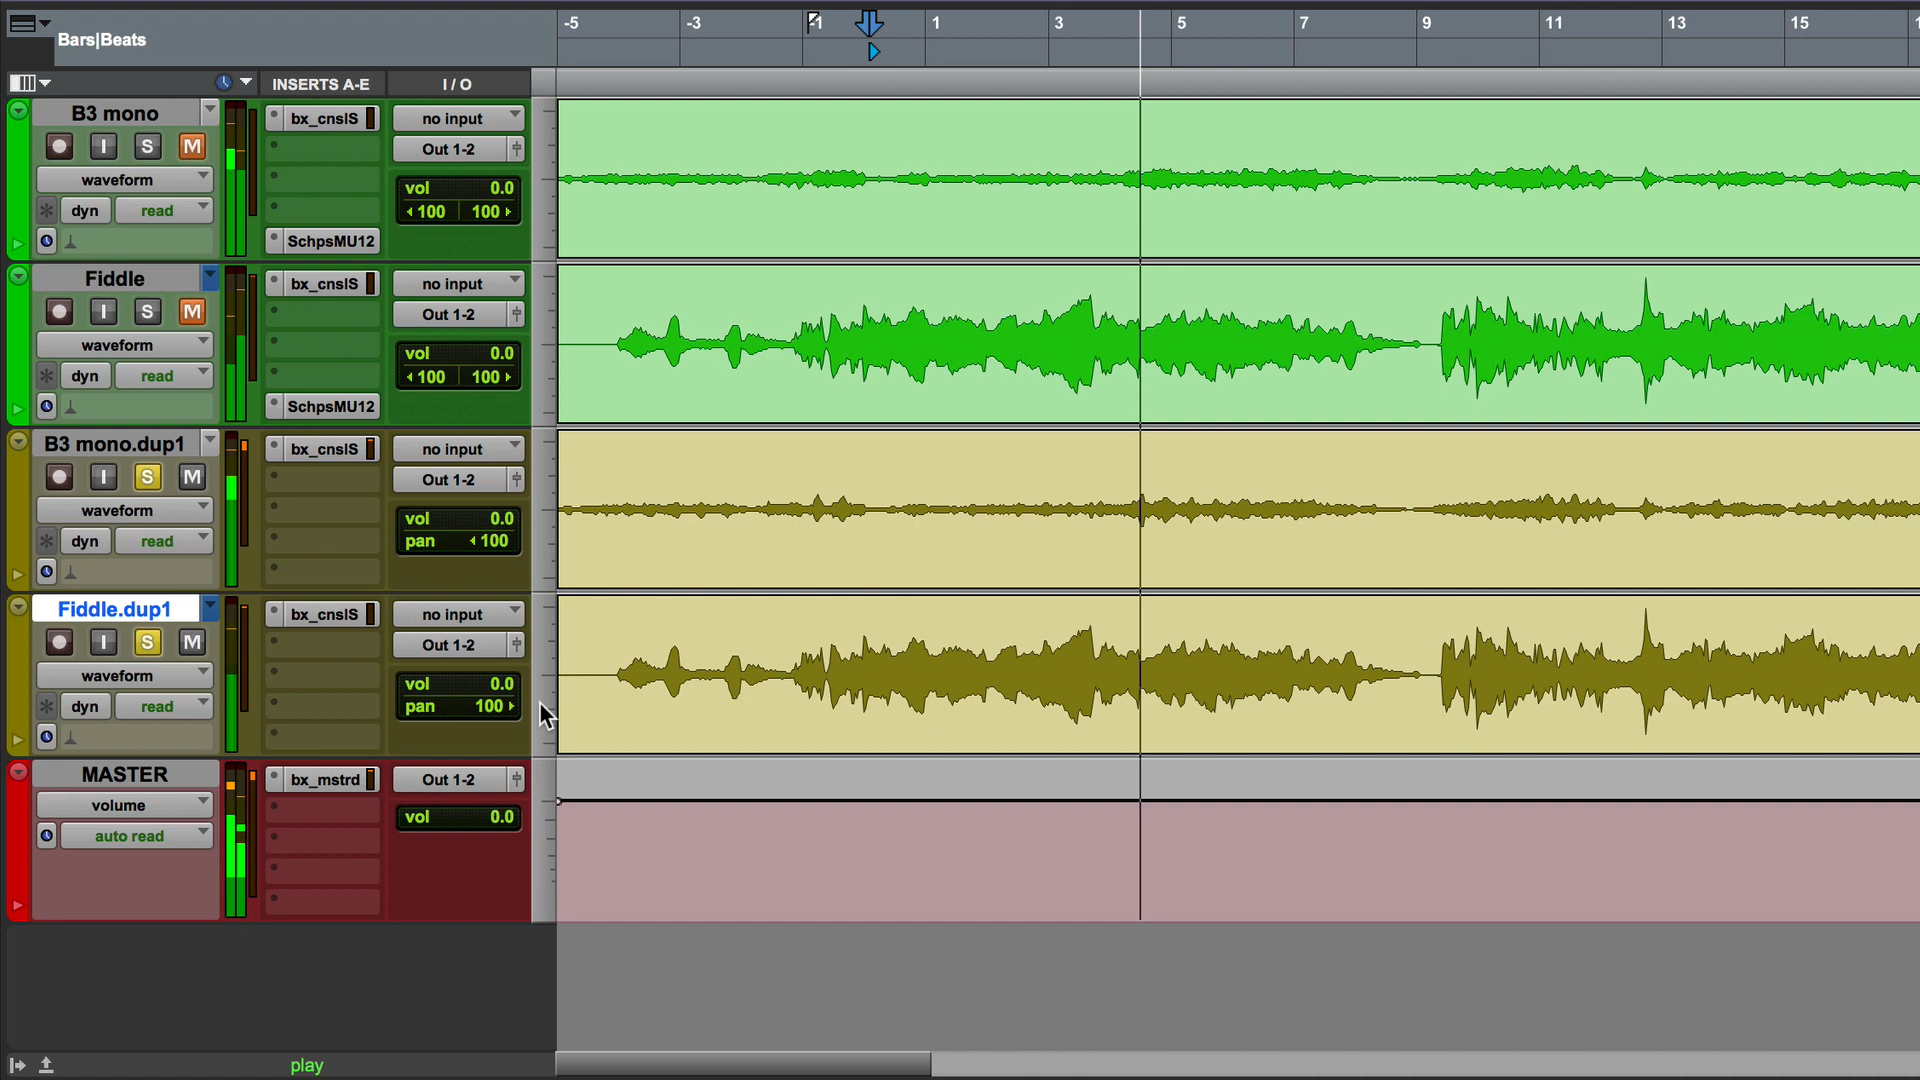 Bars|Beats
-5 -3 -1 1 3 5 7 9 11 13 15
INSERTS A-E I / O
B3 mono bx_cnslS no input
I S M Out 1-2
waveform vol 0.0
dyn read 100 100
SchpsMU12
Fiddle bx_cnslS no input
I S M Out 1-2
waveform vol 0.0
dyn read 100 100
SchpsMU12
B3 mono.dup1 bx_cnslS no input
I S M Out 1-2
waveform vol 0.0
dyn read pan 100
Fiddle.dup1 bx_cnslS no input
I S M Out 1-2
waveform vol 0.0
dyn read pan 100
MASTER bx_mstrd Out 1-2
volume vol 0.0
auto read
play